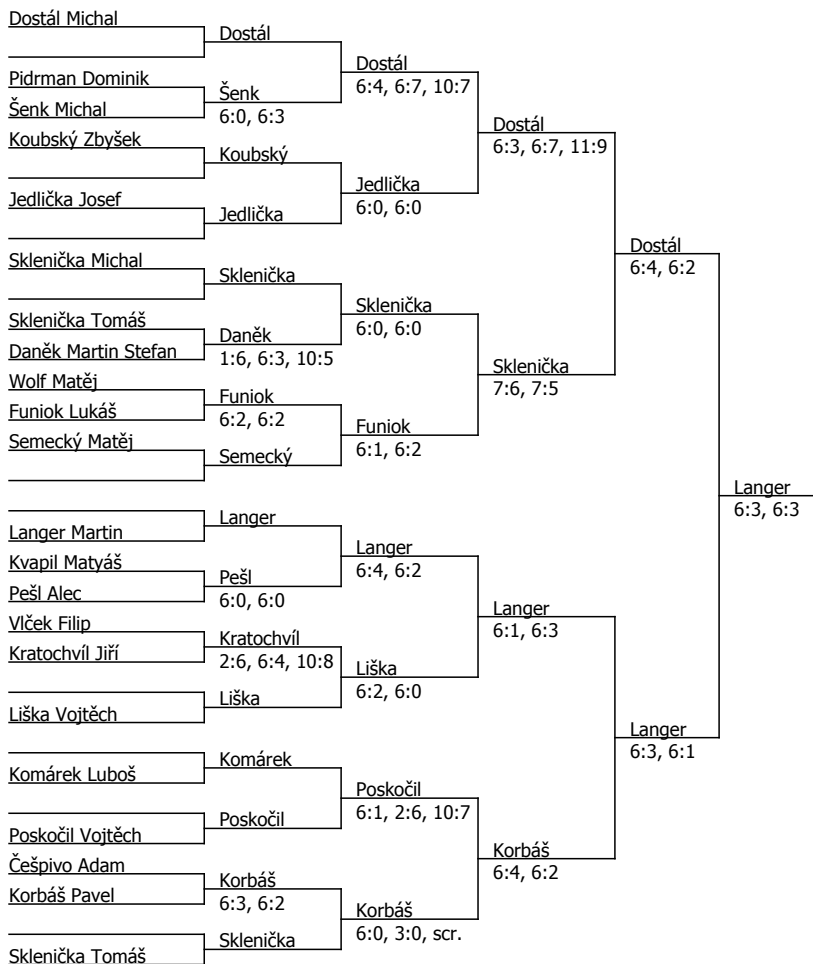 Dostál Michal
Pidrman Dominik
Šenk Michal
Koubský Zbyšek
Jedlička Josef
Sklenička Michal
Sklenička Tomáš
Daněk Martin Stefan
Wolf Matěj
Funiok Lukáš
Semecký Matěj
Langer Martin
Kvapil Matyáš
Pešl Alec
Vlček Filip
Kratochvíl Jiří
Liška Vojtěch
Komárek Luboš
Poskočil Vojtěch
Češpivo Adam
Korbáš Pavel
Sklenička Tomáš
Dostál
Šenk
6:0, 6:3
Koubský
Jedlička
Sklenička
Daněk
1:6, 6:3, 10:5
Funiok
6:2, 6:2
Semecký
Langer
Pešl
6:0, 6:0
Kratochvíl
2:6, 6:4, 10:8
Liška
Komárek
Poskočil
Korbáš
6:3, 6:2
Sklenička
Dostál
6:4, 6:7, 10:7
Jedlička
6:0, 6:0
Sklenička
6:0, 6:0
Funiok
6:1, 6:2
Langer
6:4, 6:2
Liška
6:2, 6:0
Poskočil
6:1, 2:6, 10:7
Korbáš
6:0, 3:0, scr.
Dostál
6:3, 6:7, 11:9
Sklenička
7:6, 7:5
Langer
6:1, 6:3
Korbáš
6:4, 6:2
Dostál
6:4, 6:2
Langer
6:3, 6:1
Langer
6:3, 6:3